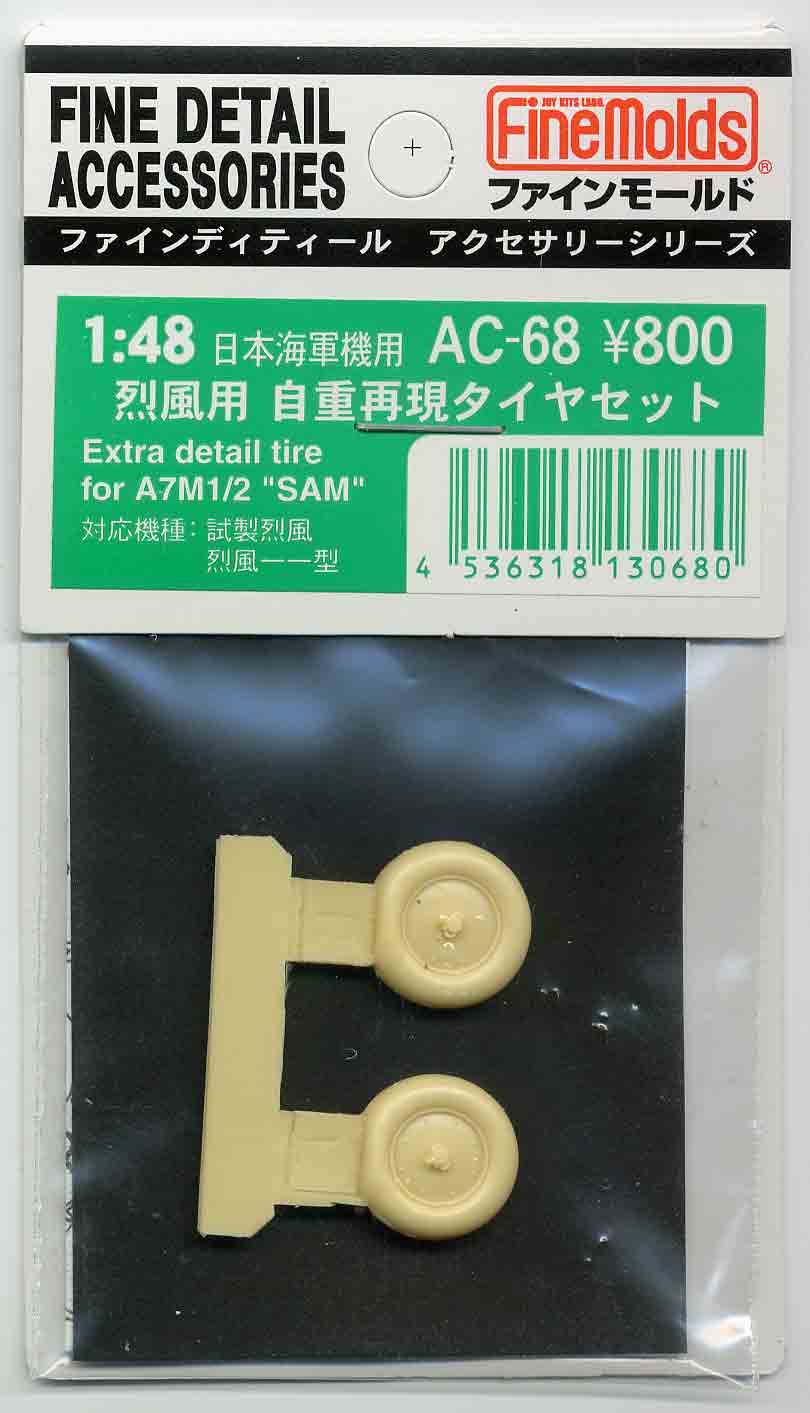 FINE DETAIL
ACCESSORIES
JOY KITS LABO.
FineMolds
®
ファインモールド
ファインディティール アクセサリーシリーズ
1:48 日本海軍機用 AC-68 ¥800
烈風用 自重再現タイヤセット
Extra detail tire
for A7M1/2 "SAM"
対応機種：試製烈風
烈風一一型
4 536318 130680